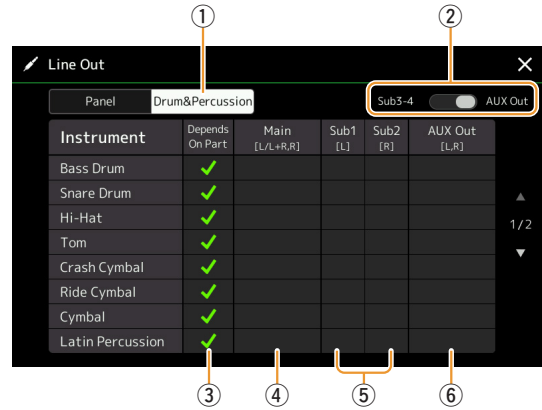 ① ②
Line Out
Panel Drum&Percussion Sub3-4 AUX Out
Instrument Depends On Part Main [L/L+R,R] Sub1 [L] Sub2 [R] AUX Out [L,R]
Bass Drum
Snare Drum
Hi-Hat
1/2
Tom
Crash Cymbal
Ride Cymbal
Cymbal
Latin Percussion
③ ④ ⑤ ⑥